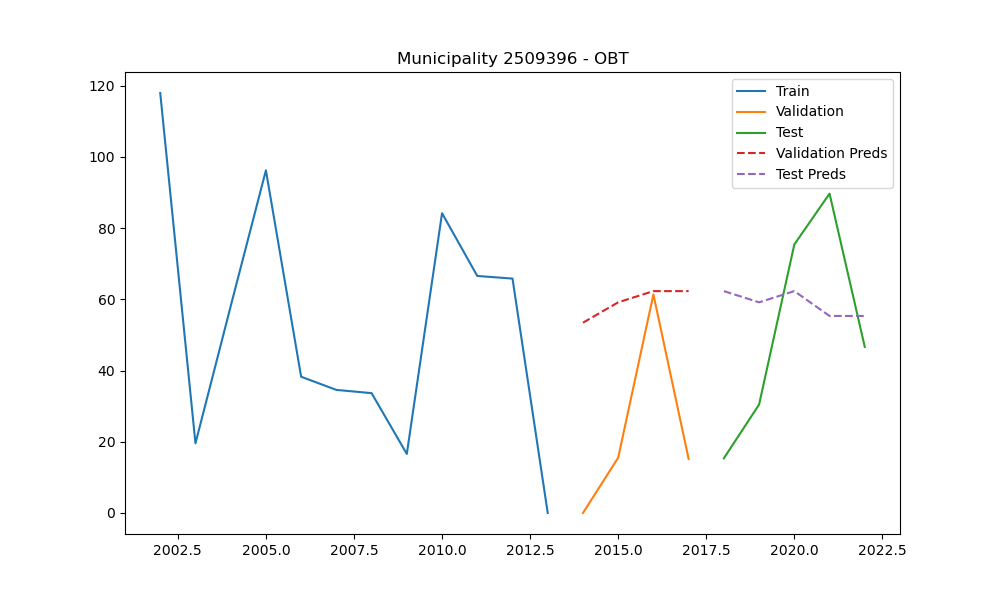 Municipality 2509396 - OBT
Train
Validation
Test
Validation Preds
Test Preds
120
100
80
60
40
20
0
2002.5 2005.0 2007.5 2010.0 2012.5 2015.0 2017.5 2020.0 2022.5